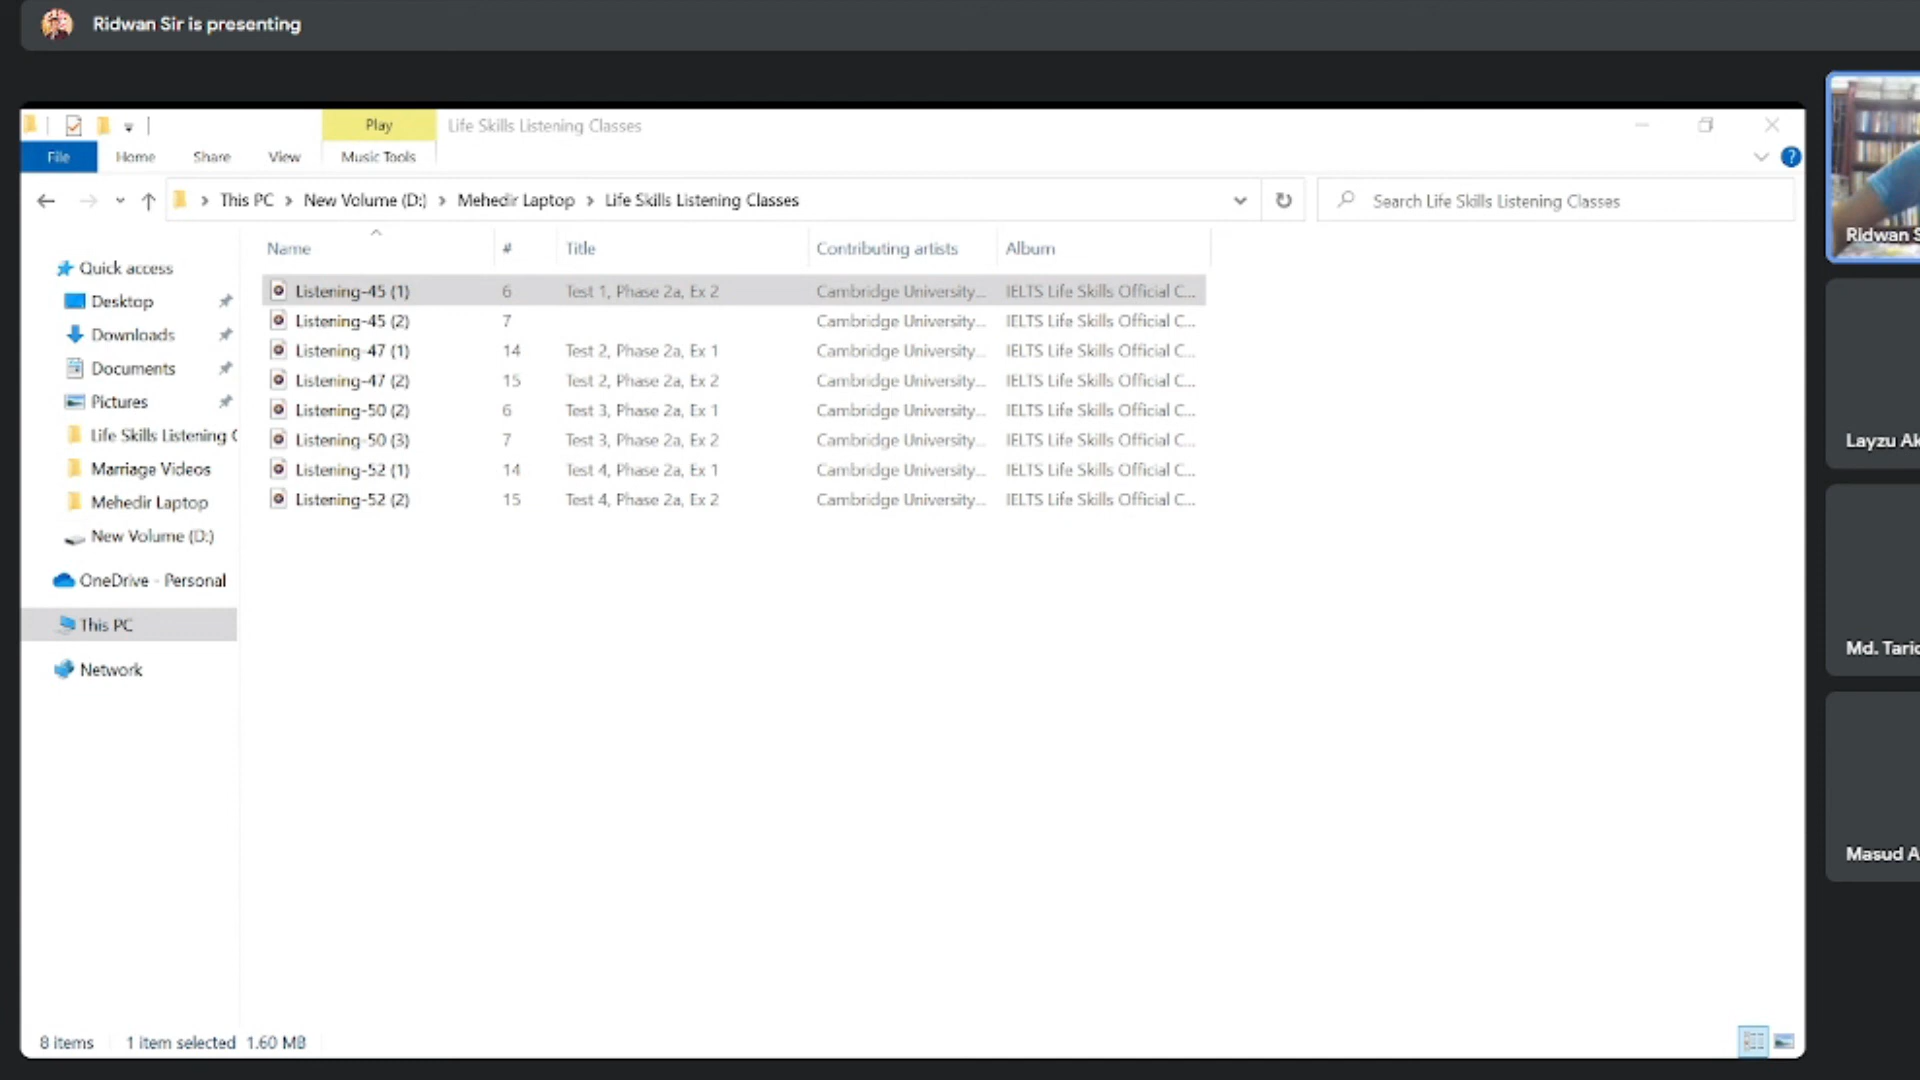 Ridwan Sir is presenting
Play
Life Skills Listening Classes
File
Home
Share
View
Music Tools
This PC > New Volume (D:) > Mehedir Laptop > Life Skills Listening Classes
Search Life Skills Listening Classes
Name
#
Title
Contributing artists
Album
Quick access
Desktop
Downloads
Documents
Pictures
Life Skills Listening C
Marriage Videos
Mehedir Laptop
New Volume (D:)
OneDrive - Personal
This PC
Network
Listening-45 (1) 6 Test 1, Phase 2a, Ex 2 Cambridge University... IELTS Life Skills Official C...
Listening-45 (2) 7 Cambridge University... IELTS Life Skills Official C...
Listening-47 (1) 14 Test 2, Phase 2a, Ex 1 Cambridge University... IELTS Life Skills Official C...
Listening-47 (2) 15 Test 2, Phase 2a, Ex 2 Cambridge University... IELTS Life Skills Official C...
Listening-50 (2) 6 Test 3, Phase 2a, Ex 1 Cambridge University... IELTS Life Skills Official C...
Listening-50 (3) 7 Test 3, Phase 2a, Ex 2 Cambridge University... IELTS Life Skills Official C...
Listening-52 (1) 14 Test 4, Phase 2a, Ex 1 Cambridge University... IELTS Life Skills Official C...
Listening-52 (2) 15 Test 4, Phase 2a, Ex 2 Cambridge University... IELTS Life Skills Official C...
8 items
1 item selected 1.60 MB
Ridwan S
Layzu Ak
Md. Taric
Masud A